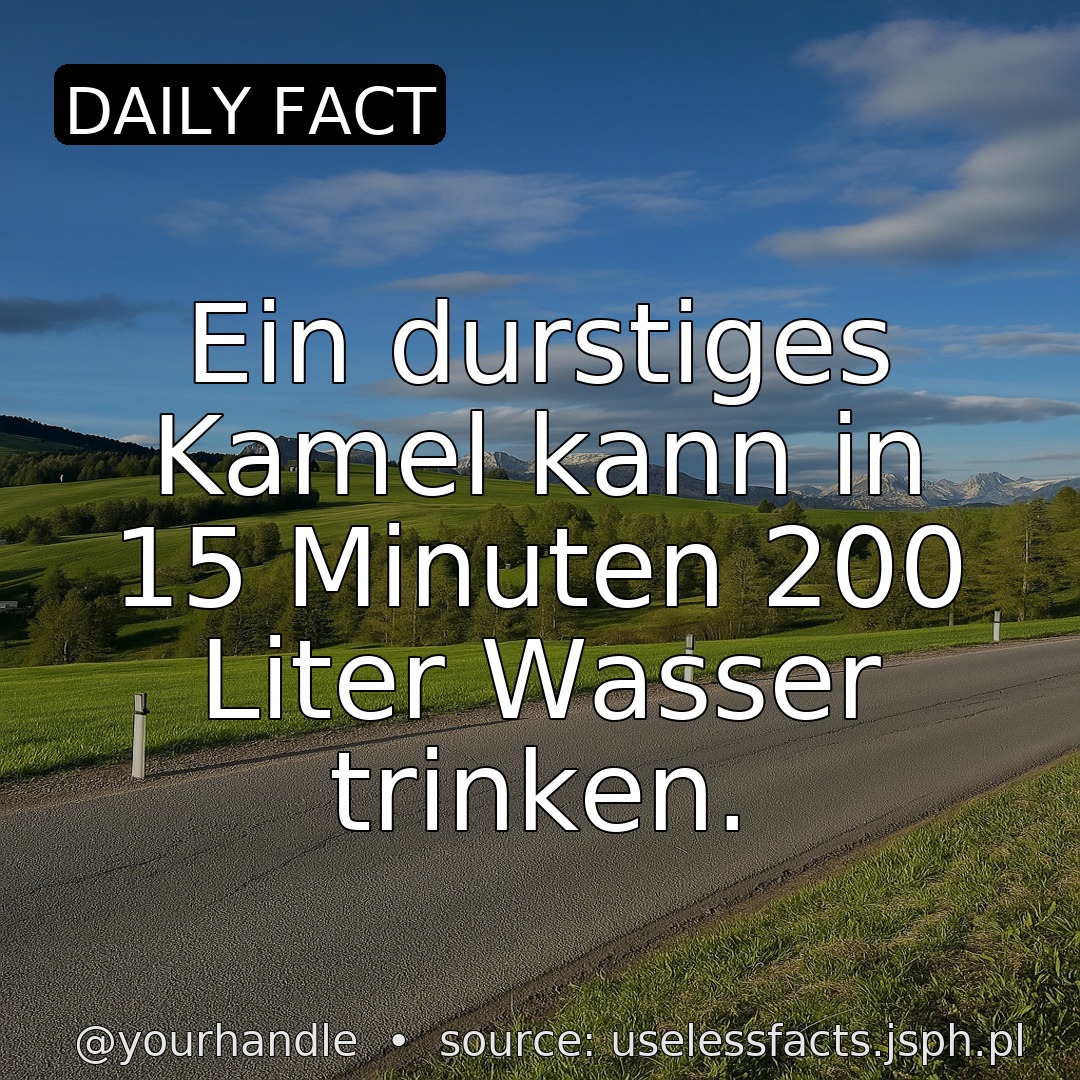 DAILY FACT
Ein durstiges
Kamel kann in
15 Minuten 200
Liter Wasser
trinken.
@yourhandle • source: uselessfacts.jsph.pl